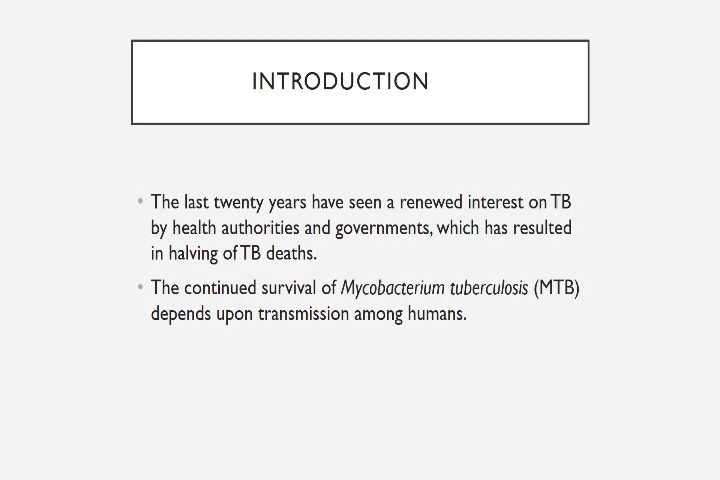 INTRODUCTION
• The last twenty years have seen a renewed interest on TB
by health authorities and governments, which has resulted
in halving of TB deaths.
• The continued survival of Mycobacterium tuberculosis (MTB)
depends upon transmission among humans.